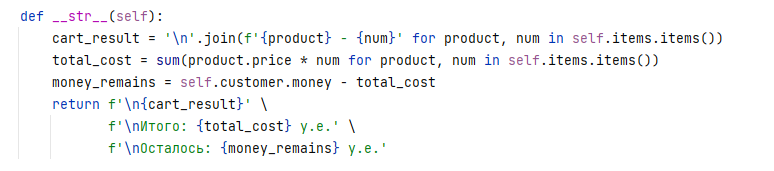 def __str__(self):
    cart_result = '\n'.join(f'{product} - {num}' for product, num in self.items.items())
    total_cost = sum(product.price * num for product, num in self.items.items())
    money_remains = self.customer.money - total_cost
    return f'\n{cart_result}' \
           f'\nИтого: {total_cost} у.е.' \
           f'\nОсталось: {money_remains} у.е.'